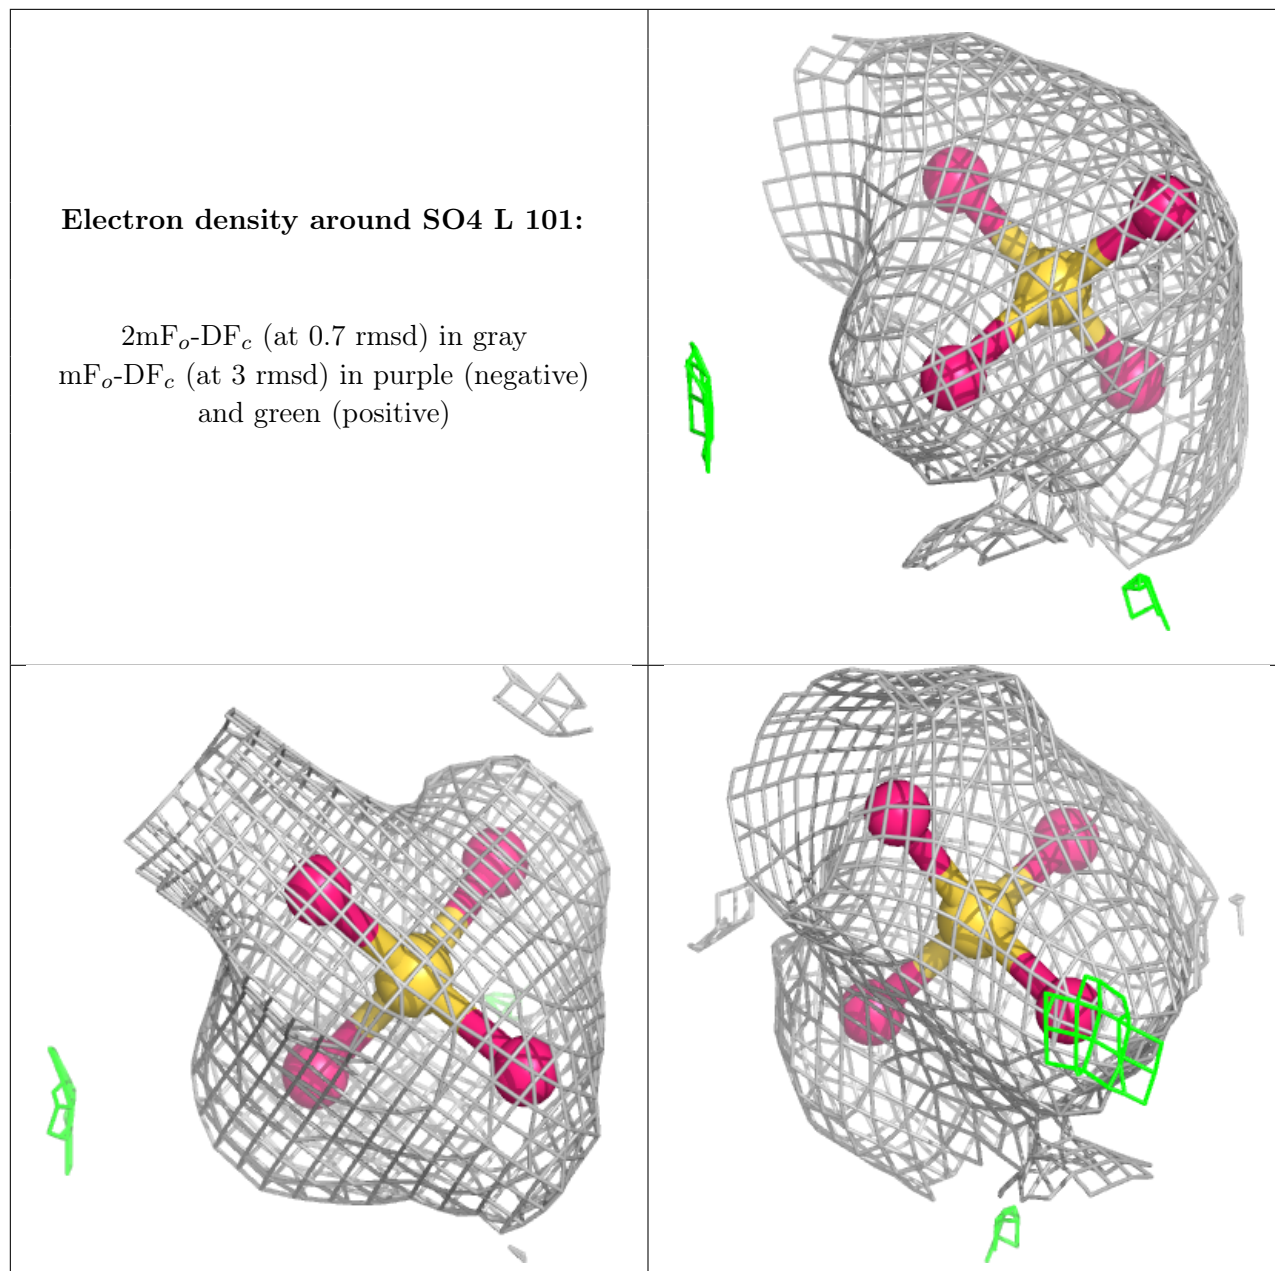 Electron density around SO4 L 101:
2mFₒ-DF𝒸 (at 0.7 rmsd) in gray
mFₒ-DF𝒸 (at 3 rmsd) in purple (negative)
and green (positive)